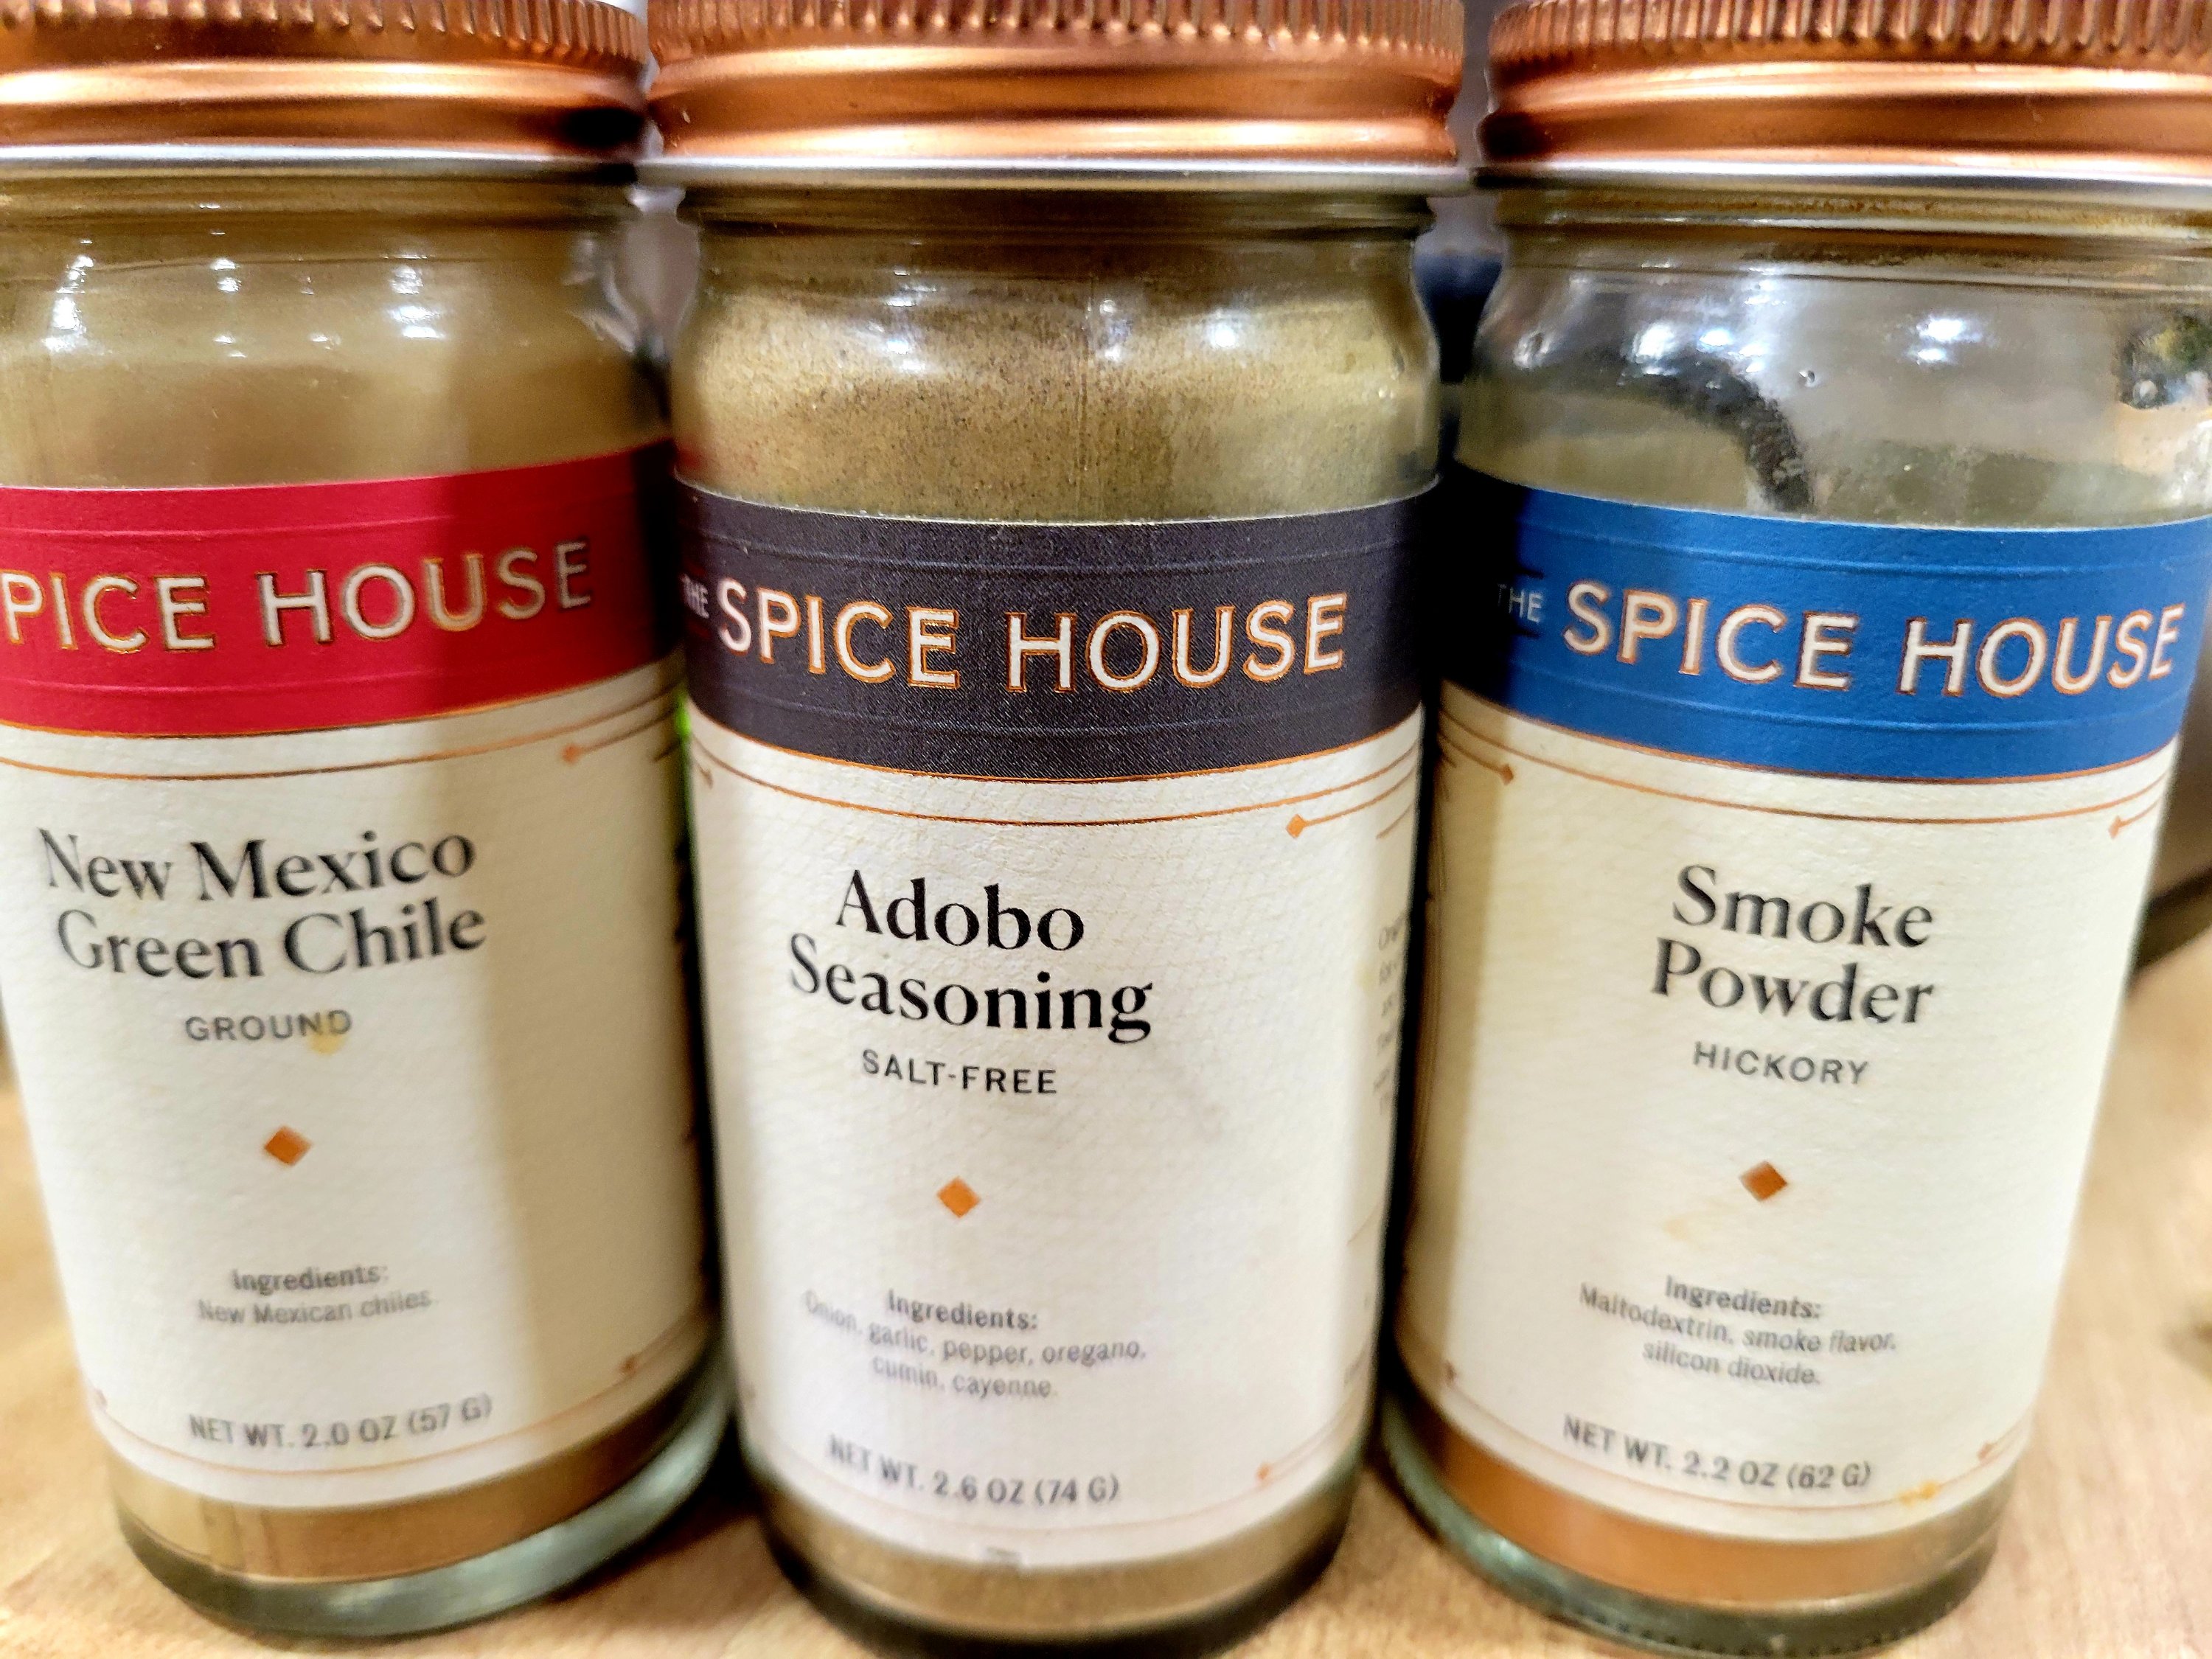 PICE HOUSE
New Mexico
Green Chile
GROUND
Ingredients:
New Mexican chiles.
NET WT. 2.0 OZ (57 G)
THE SPICE HOUSE
Adobo
Seasoning
SALT-FREE
Ingredients:
Onion, garlic, pepper, oregano,
cumin, cayenne.
NET WT. 2.6 OZ (74 G)
THE SPICE HOUSE
Smoke
Powder
HICKORY
Ingredients:
Maltodextrin, smoke flavor,
silicon dioxide.
NET WT. 2.2 OZ (62 G)